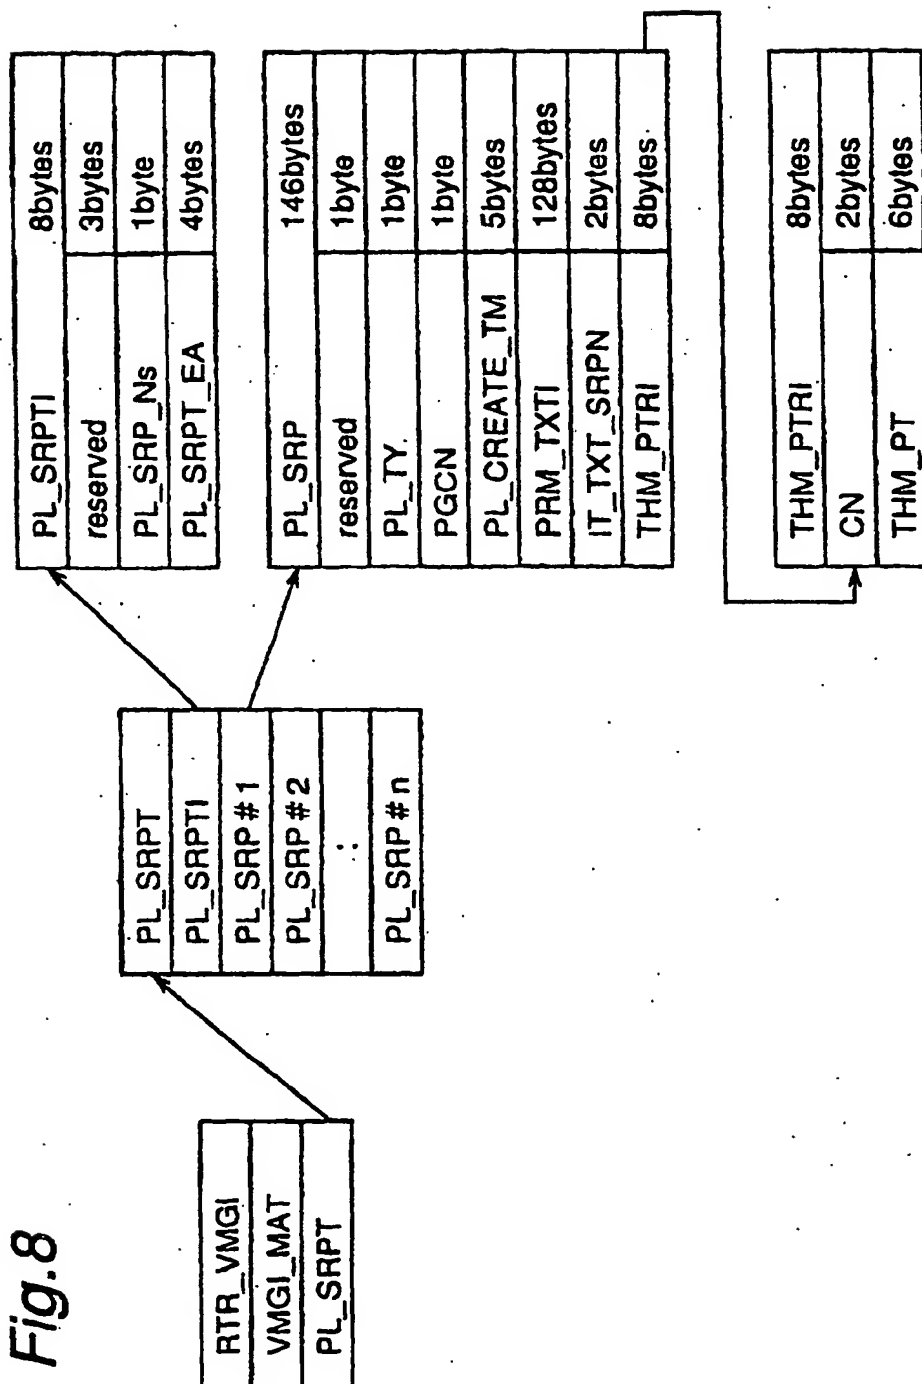 Fig.8
RTR_VMGI
VMGI_MAT
PL_SRPT
PL_SRPT
PL_SRPTI
PL_SRP#1
PL_SRP#2
:
PL_SRP#n
PL_SRPTI 8bytes
reserved 3bytes
PL_SRP_Ns 1byte
PL_SRPT_EA 4bytes
PL_SRP 146bytes
reserved 1byte
PL_TY 1byte
PGCN 1byte
PL_CREATE_TM 5bytes
PRM_TXTI 128bytes
IT_TXT_SRPN 2bytes
THM_PTRI 8bytes
THM_PTRI 8bytes
CN 2bytes
THM_PT 6bytes